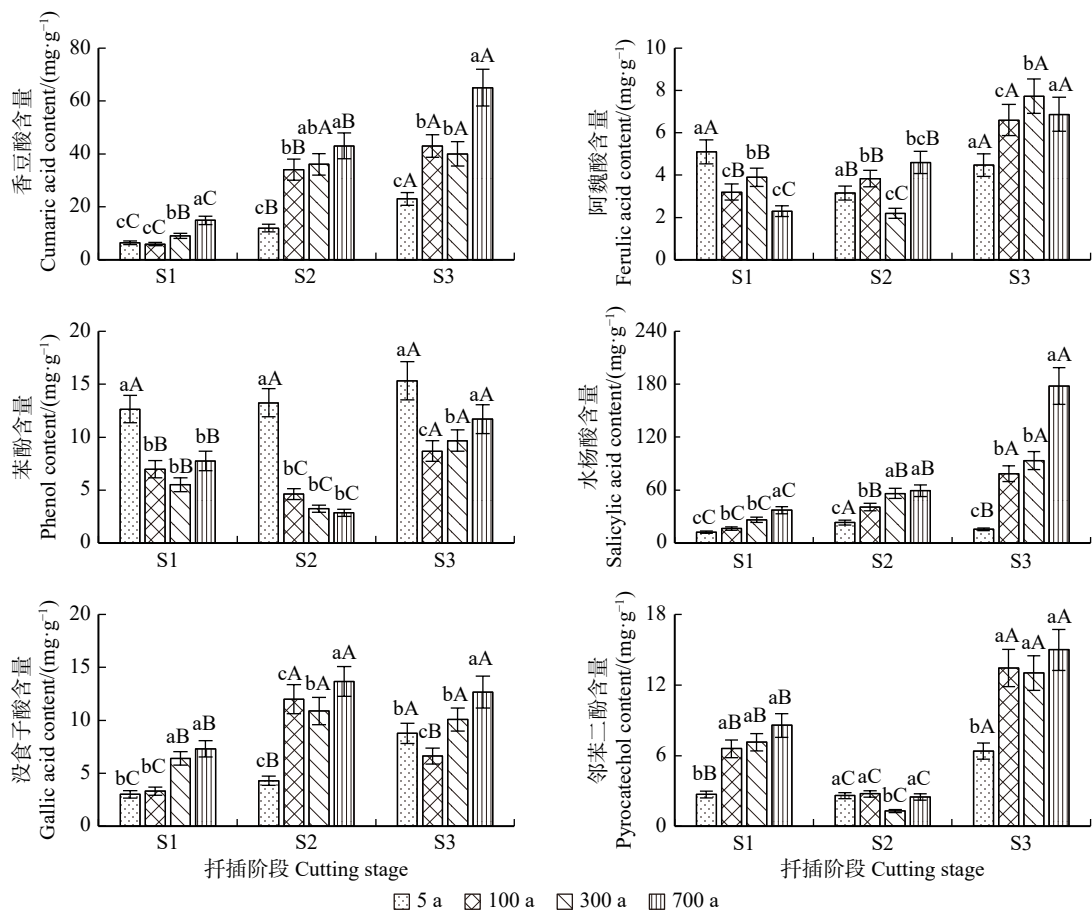 香豆酸含量
Cumaric acid content/(mg·g⁻¹)
80
60
40
20
0
cC cC bB aC
cB bB abA aB
cA bA bA aA
S1 S2 S3
阿魏酸含量
Ferulic acid content/(mg·g⁻¹)
10
8
6
4
2
0
aA cB bB cC
aB bB cC bcB
aA cA bA aA
S1 S2 S3
苯酚含量
Phenol content/(mg·g⁻¹)
20
15
10
5
0
aA bB bB bB
aA bC bC bC
aA cA bA aA
S1 S2 S3
水杨酸含量
Salicylic acid content/(mg·g⁻¹)
240
180
120
60
0
cC bC bC aC
cA bB aB aB
cB bA bA aA
S1 S2 S3
没食子酸含量
Gallic acid content/(mg·g⁻¹)
20
15
10
5
0
bC bC aB aB
cB cA bA aA
bA cB bA aA
S1 S2 S3
扦插阶段 Cutting stage
邻苯二酚含量
Pyrocatechol content/(mg·g⁻¹)
18
12
6
0
bB aB aB aB
aC aC bC aC
bA aA aA aA
S1 S2 S3
扦插阶段 Cutting stage
5 a 100 a 300 a 700 a